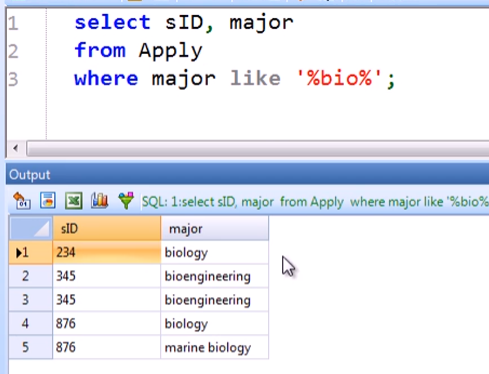 1 select sID, major
2 from Apply
3 where major like '%bio%';
Output
SQL: 1:select sID, major from Apply where major like '%bio%
sID major
1 234 biology
2 345 bioengineering
3 345 bioengineering
4 876 biology
5 876 marine biology